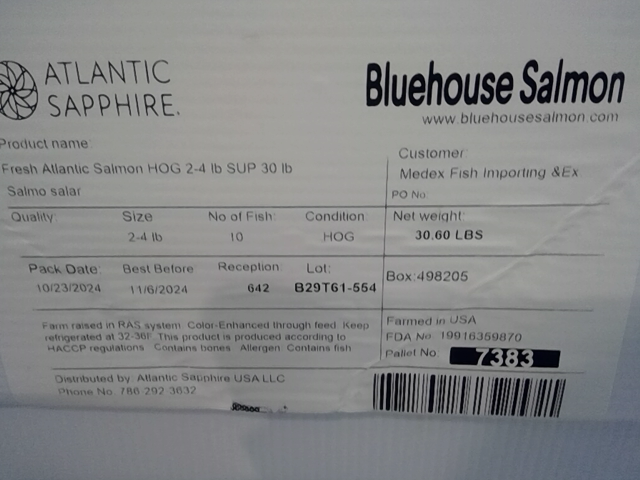 ATLANTIC
SAPPHIRE.
Bluehouse Salmon
www.bluehousesalmon.com
Product name:
Fresh Atlantic Salmon HOG 2-4 lb SUP 30 lb
Salmo salar
Customer
Medex Fish Importing &Ex
PO No:
Quality: Size No of Fish: Condition: Net weight:
2-4 lb 10 HOG 30.60 LBS
Pack Date: Best Before Reception: Lot: Box:498205
10/23/2024 11/6/2024 642 B29T61-554
Farm raised in RAS system Color-Enhanced through feed Keep
refrigerated at 32-36F This product is produced according to
HACCP regulations Contains bones Allergen Contains fish
Farmed in USA
FDA No: 19916359870
Pallet No: 7383
Distributed by: Atlantic Sapphire USA LLC
Phone No: 786 292 3632